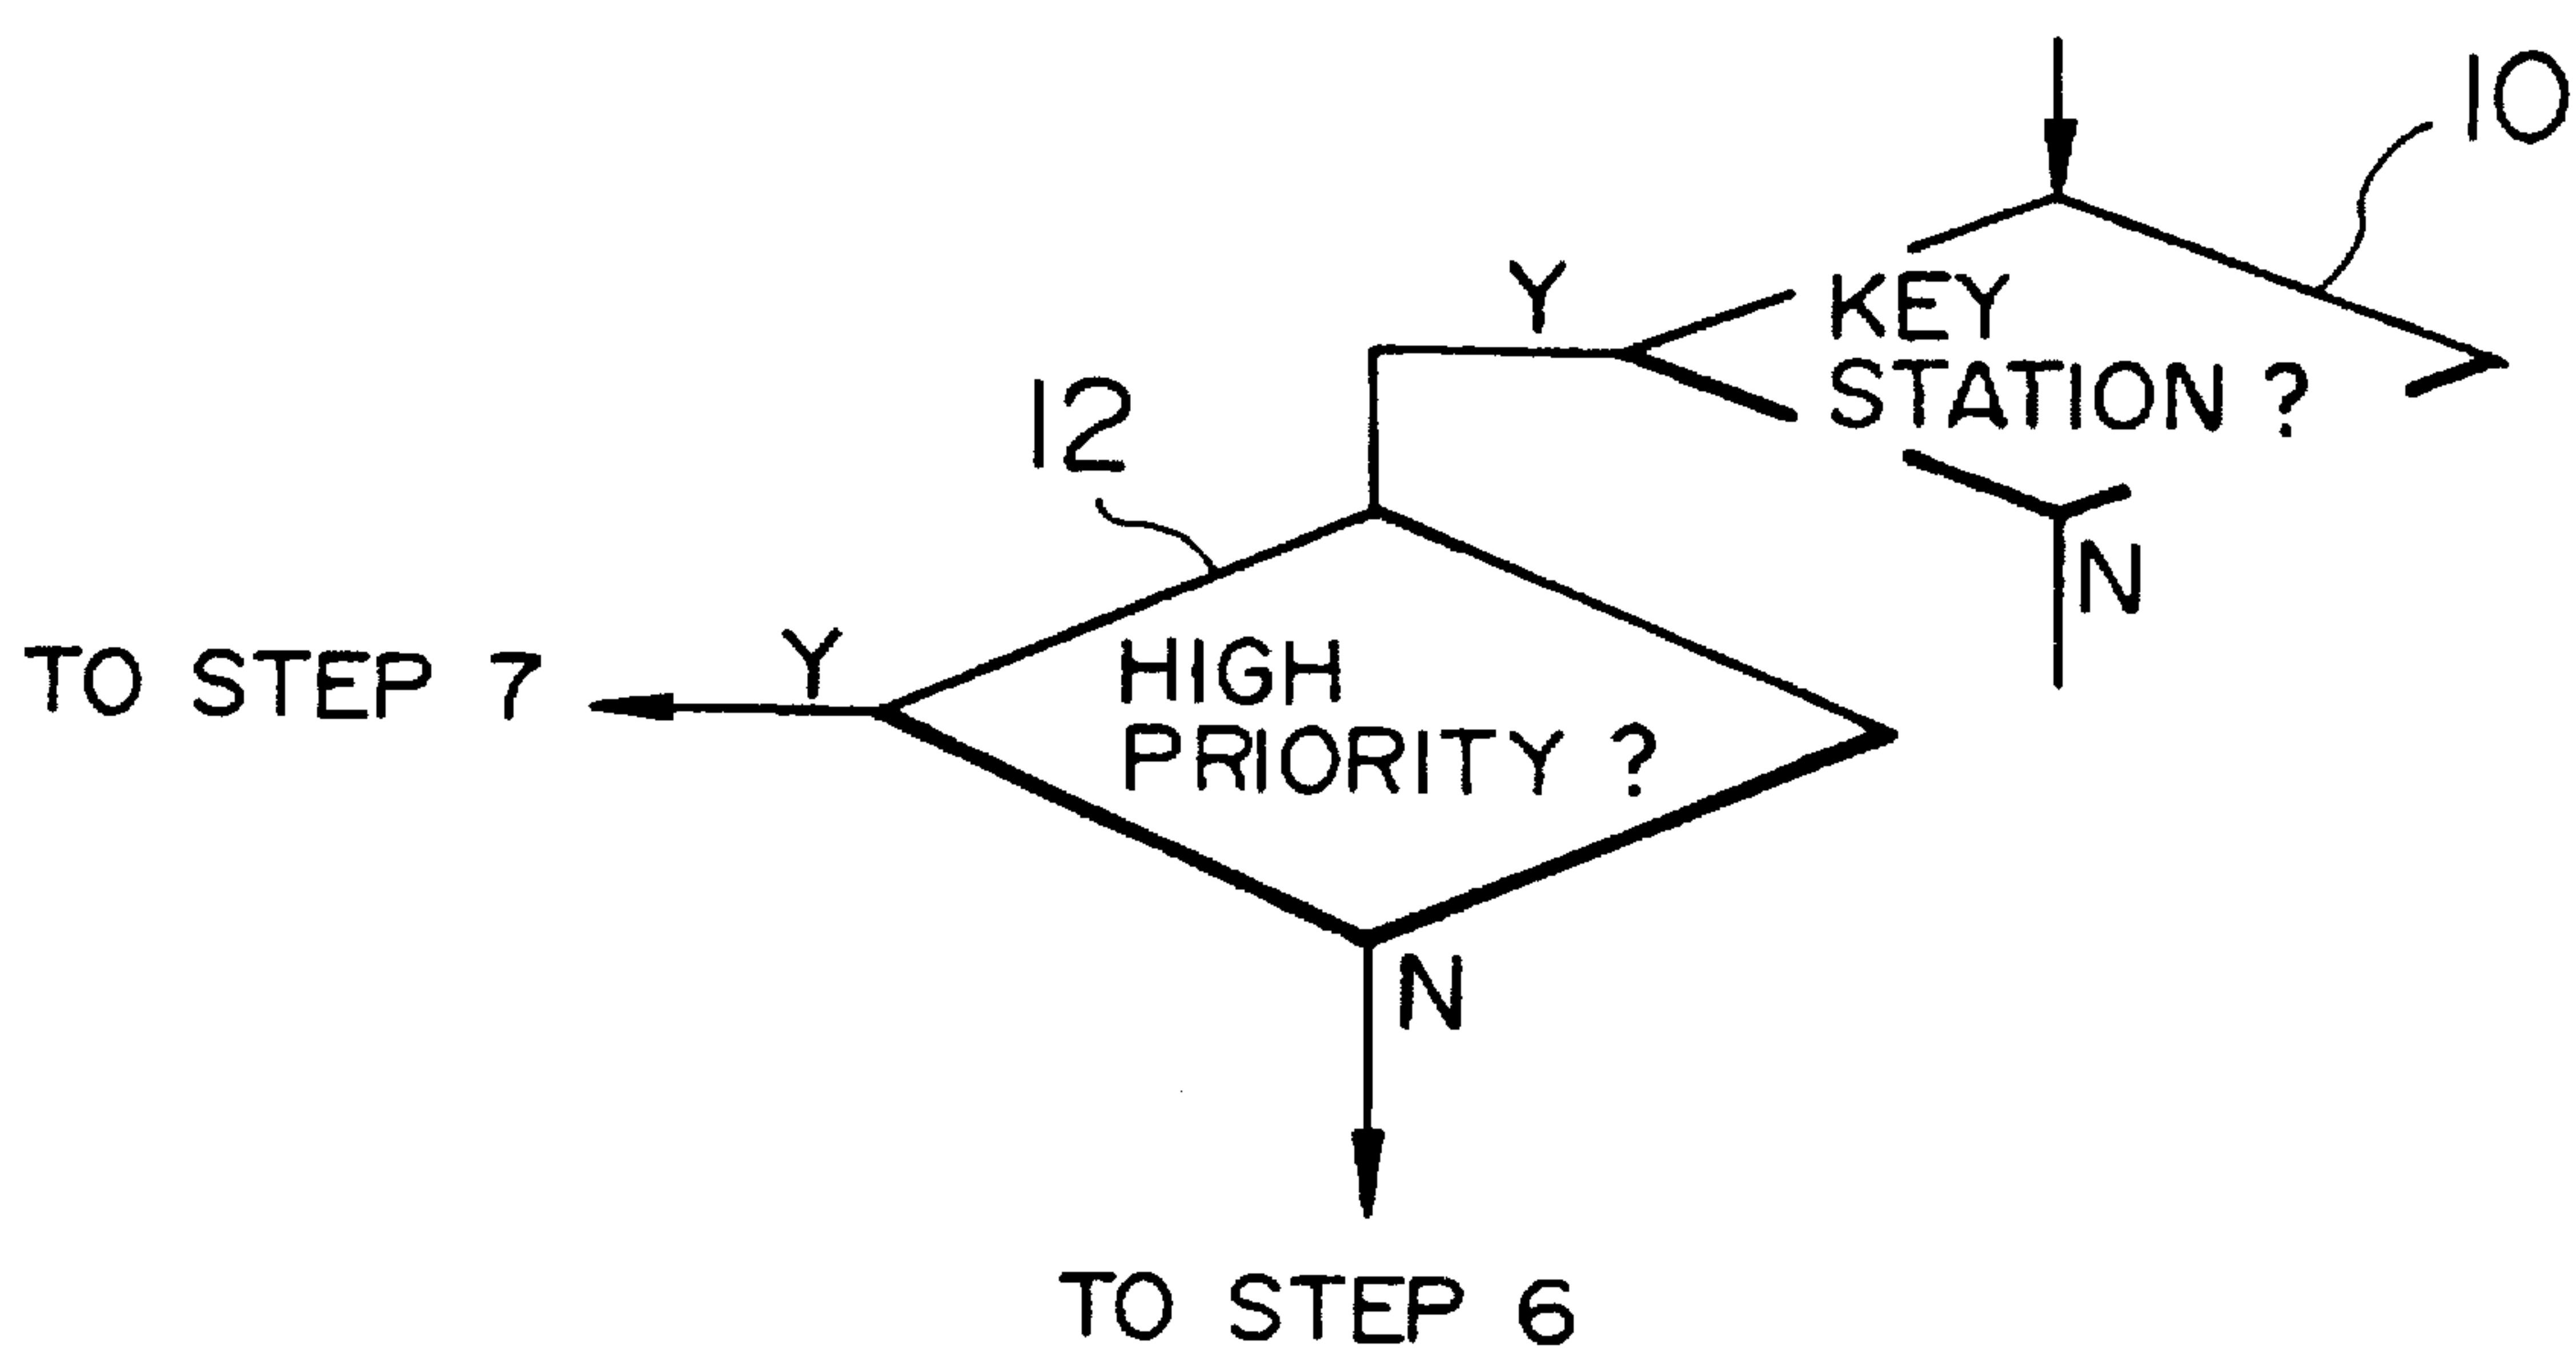 10
Y
KEY
STATION ?
12
N
Y
HIGH
PRIORITY ?
TO STEP 7
N
TO STEP 6